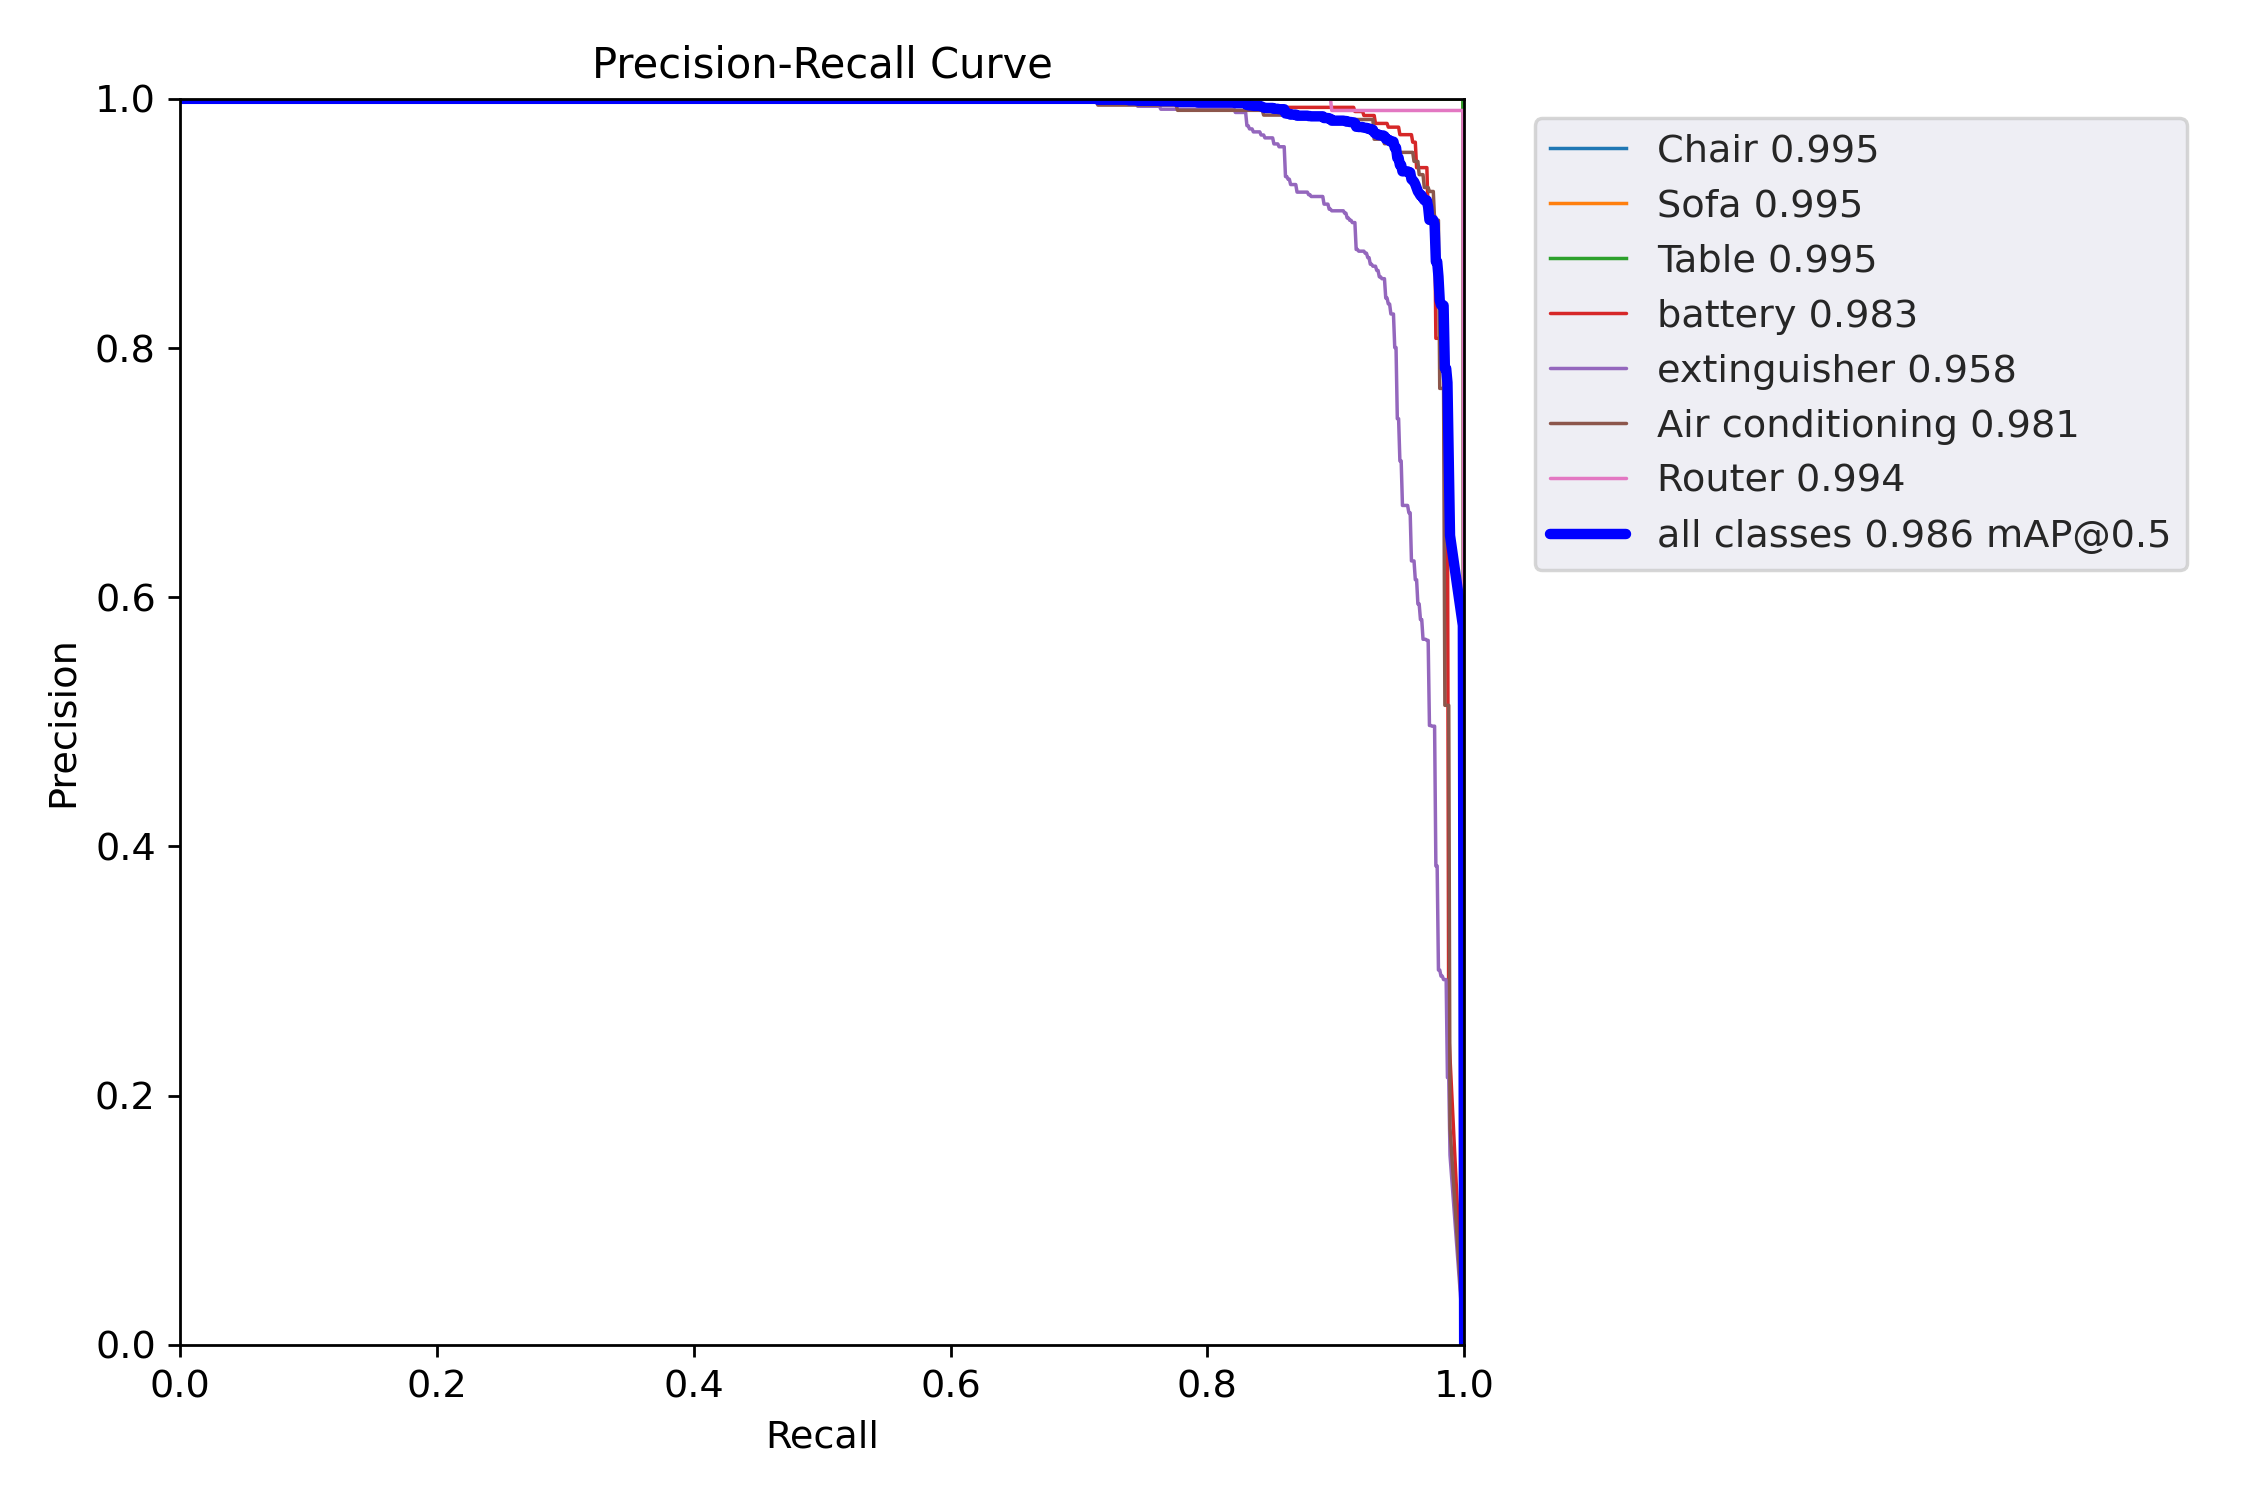 Precision-Recall Curve
1.0
0.8
0.6
0.4
0.2
0.0
Precision
0.0 0.2 0.4 0.6 0.8 1.0
Recall
Chair 0.995
Sofa 0.995
Table 0.995
battery 0.983
extinguisher 0.958
Air conditioning 0.981
Router 0.994
all classes 0.986 mAP@0.5